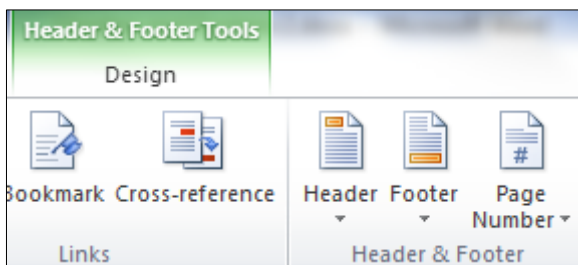 Header & Footer Tools
Design
Bookmark Cross-reference Header Footer Page Number
#
Links Header & Footer